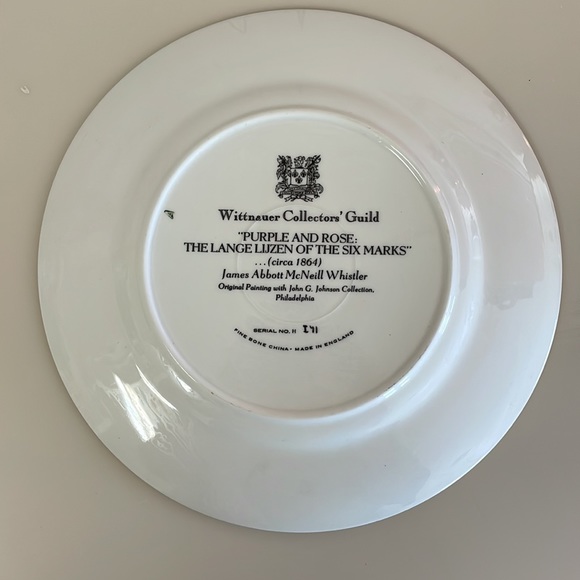 Wittnauer Collectors' Guild
"PURPLE AND ROSE:
THE LANGE LIJZEN OF THE SIX MARKS"
...(circa 1864)
James Abbott McNeill Whistler
Original Painting with John G. Johnson Collection,
Philadelphia
SERIAL NO. II
FINE BONE CHINA · MADE IN ENGLAND